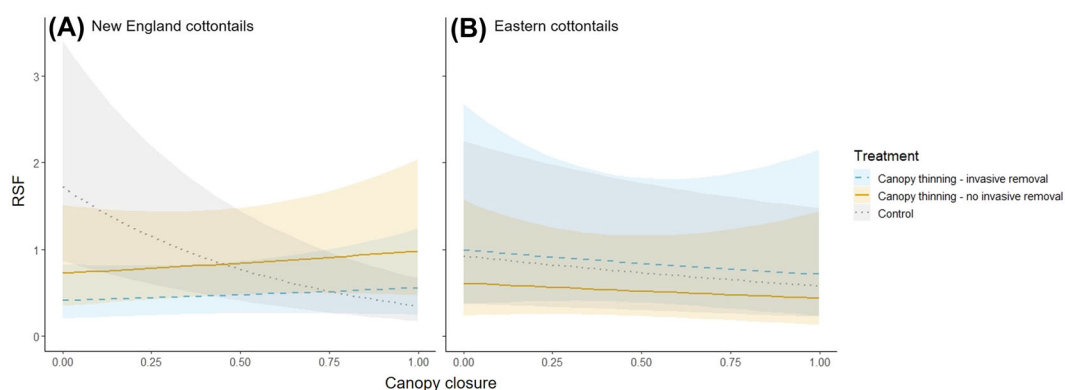 (A) New England cottontails
(B) Eastern cottontails
RSF
3
2
1
0
0.00 0.25 0.50 0.75 1.00
0.00 0.25 0.50 0.75 1.00
Canopy closure
Treatment
Canopy thinning - invasive removal
Canopy thinning - no invasive removal
Control